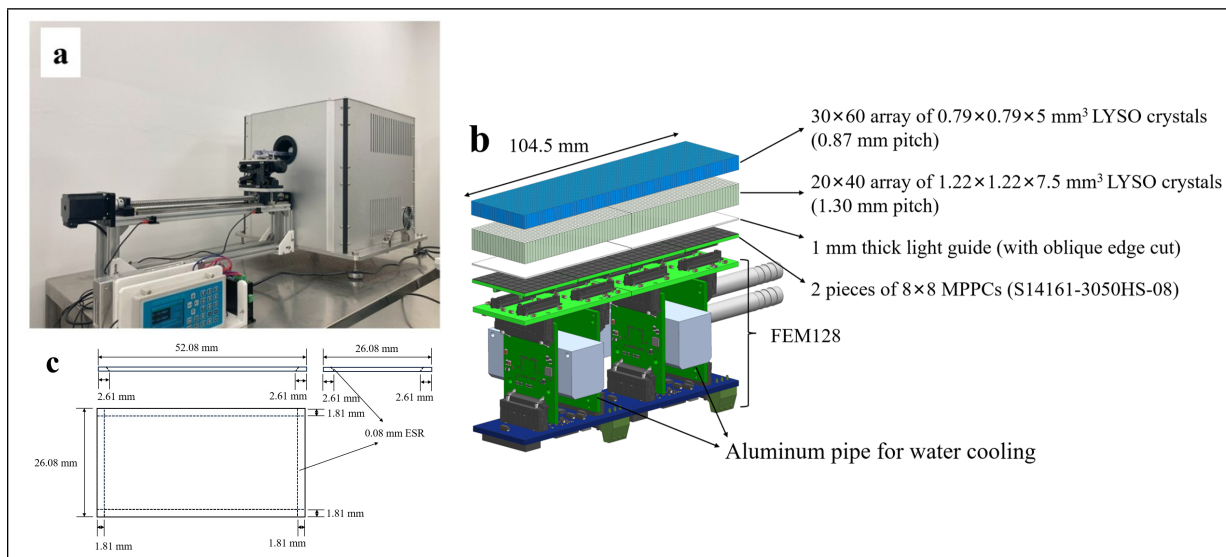 a
b
104.5 mm
30×60 array of 0.79×0.79×5 mm³ LYSO crystals
(0.87 mm pitch)
20×40 array of 1.22×1.22×7.5 mm³ LYSO crystals
(1.30 mm pitch)
1 mm thick light guide (with oblique edge cut)
2 pieces of 8×8 MPPCs (S14161-3050HS-08)
FEM128
Aluminum pipe for water cooling
c
52.08 mm
26.08 mm
2.61 mm
2.61 mm
2.61 mm
2.61 mm
1.81 mm
0.08 mm ESR
26.08 mm
1.81 mm
1.81 mm
1.81 mm